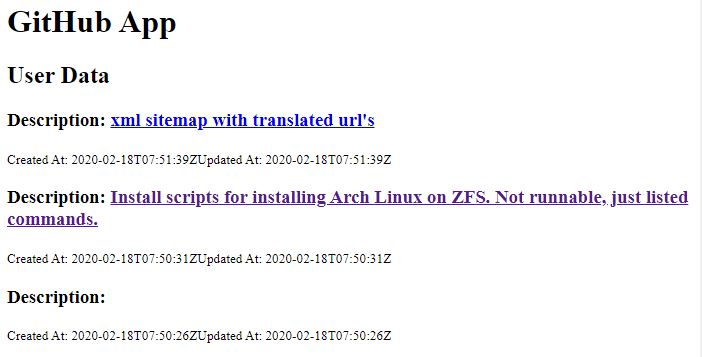 GitHub App
User Data
Description: xml sitemap with translated url's
Created At: 2020-02-18T07:51:39ZUpdated At: 2020-02-18T07:51:39Z
Description: Install scripts for installing Arch Linux on ZFS. Not runnable, just listed
commands.
Created At: 2020-02-18T07:50:31ZUpdated At: 2020-02-18T07:50:31Z
Description:
Created At: 2020-02-18T07:50:26ZUpdated At: 2020-02-18T07:50:26Z